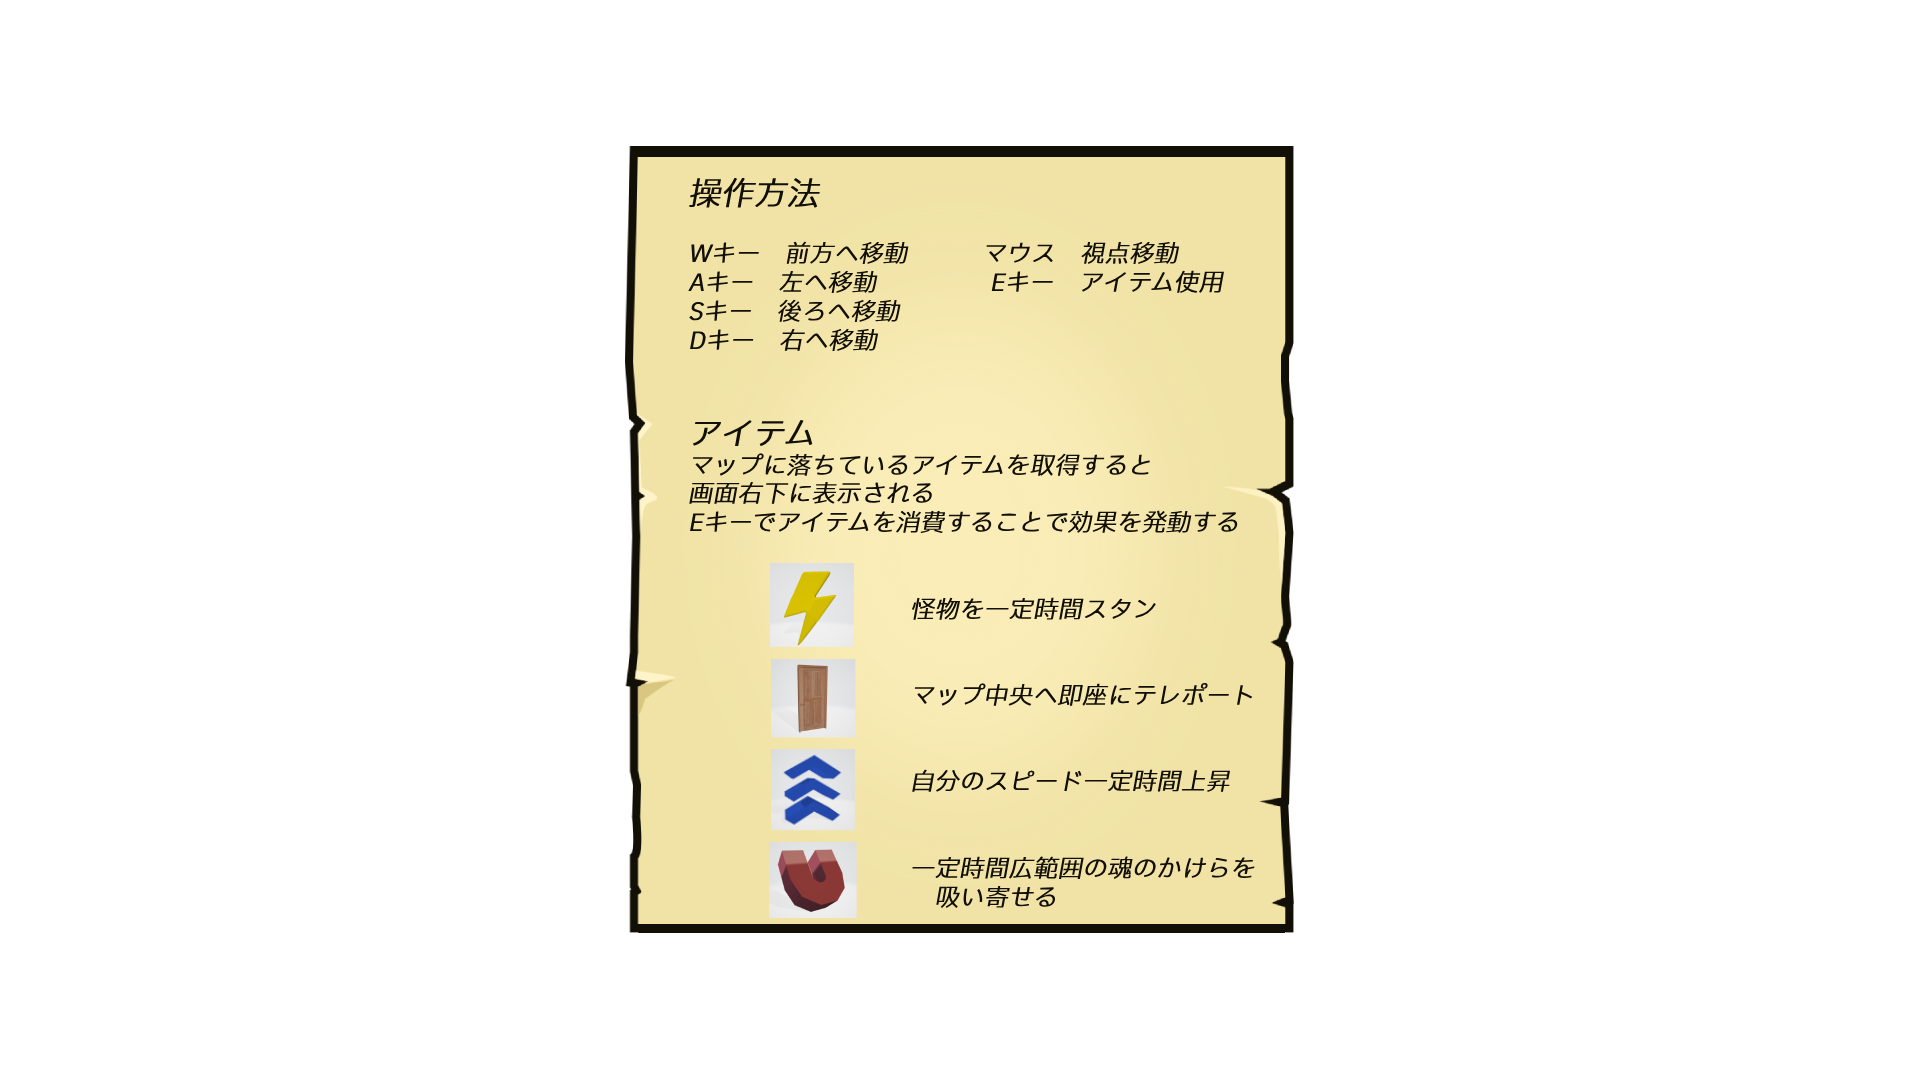 操作方法
Wキー　前方へ移動　　　マウス　視点移動
Aキー　左へ移動　　　　Eキー　アイテム使用
Sキー　後ろへ移動
Dキー　右へ移動
アイテム
マップに落ちているアイテムを取得すると
画面右下に表示される
Eキーでアイテムを消費することで効果を発動する
怪物を一定時間スタン
マップ中央へ即座にテレポート
自分のスピード一定時間上昇
一定時間広範囲の魂のかけらを
吸い寄せる